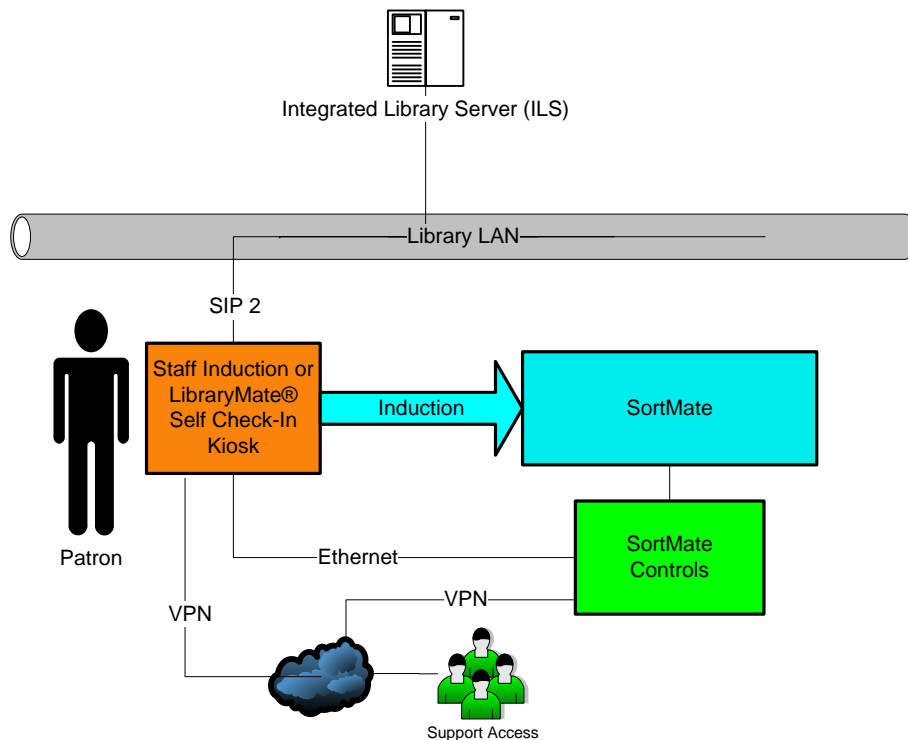 Integrated Library Server (ILS)
Library LAN
SIP 2
Staff Induction or
LibraryMate®
Self Check-In
Kiosk
Induction
SortMate
Patron
Ethernet
SortMate
Controls
VPN
VPN
Support Access